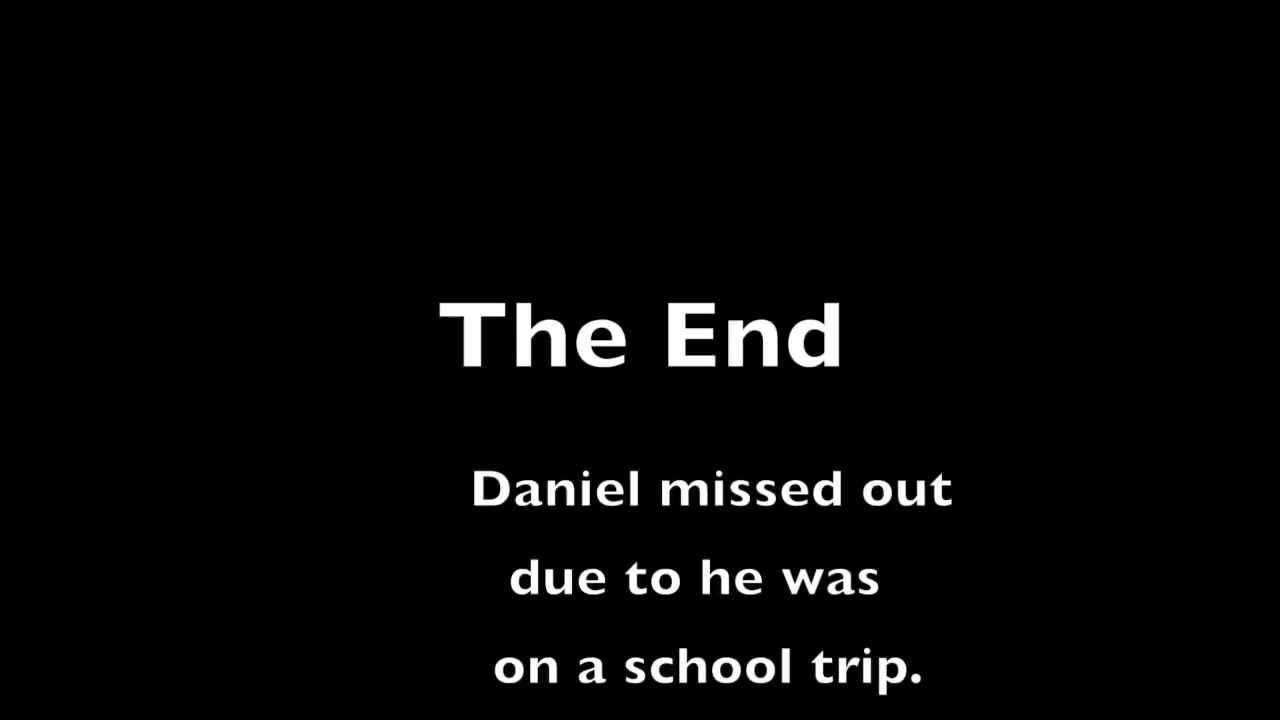 The End
Daniel missed out
due to he was
on a school trip.